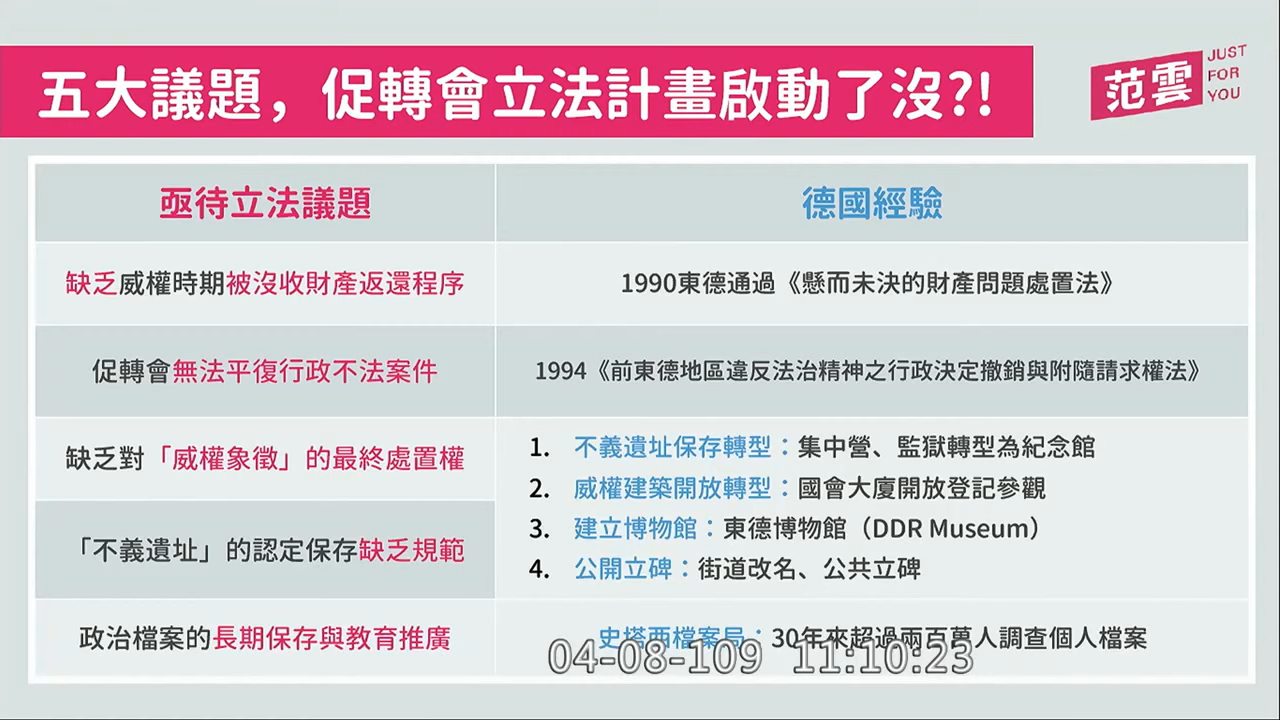 五大議題，促轉會立法計畫啟動了沒?!
范雲
JUST
FOR
YOU
亟待立法議題
德國經驗
缺乏威權時期被沒收財產返還程序
1990東德通過《懸而未決的財產問題處置法》
促轉會無法平復行政不法案件
1994《前東德地區違反法治精神之行政決定撤銷與附隨請求權法》
缺乏對「威權象徵」的最終處置權
「不義遺址」的認定保存缺乏規範
1. 不義遺址保存轉型：集中營、監獄轉型為紀念館
2. 威權建築開放轉型：國會大廈開放登記參觀
3. 建立博物館：東德博物館（DDR Museum）
4. 公開立碑：街道改名、公共立碑
政治檔案的長期保存與教育推廣
史塔西檔案局：30年來超過兩百萬人調查個人檔案
04-08-109 11:10:23